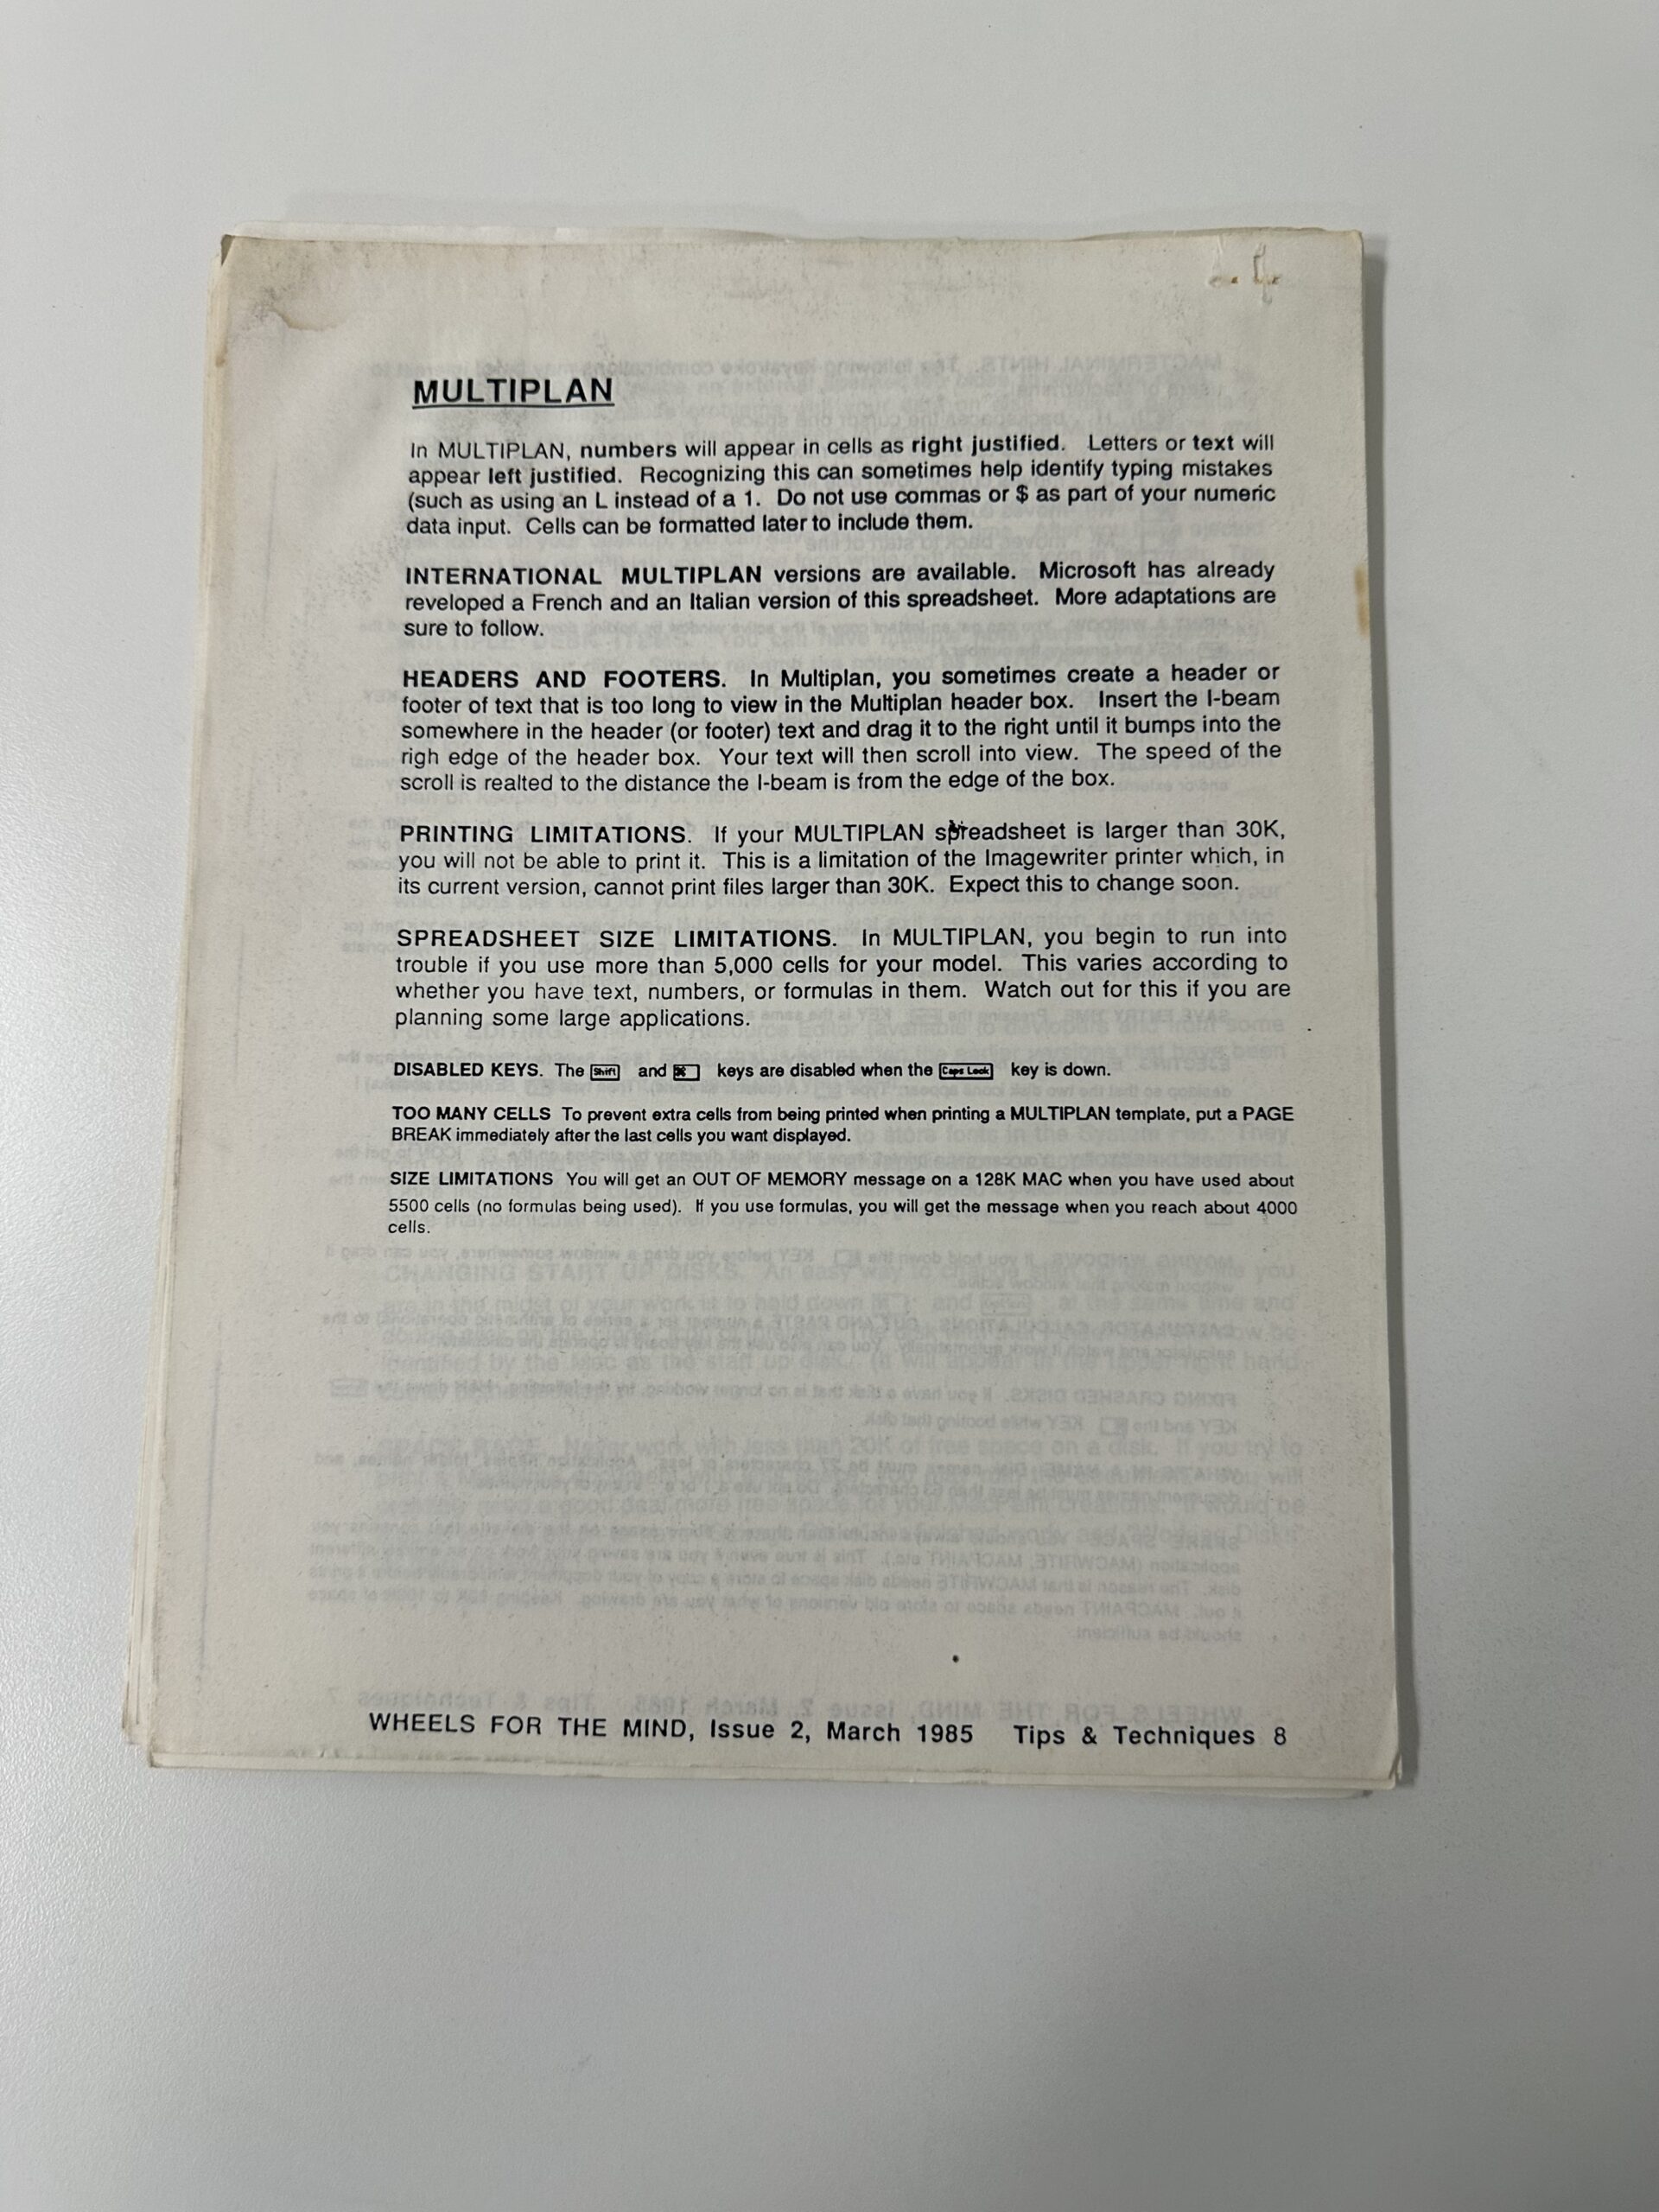 MULTIPLAN
In MULTIPLAN, numbers will appear in cells as right justified. Letters or text will
appear left justified. Recognizing this can sometimes help identify typing mistakes
(such as using an L instead of a 1. Do not use commas or $ as part of your numeric
data input. Cells can be formatted later to include them.
INTERNATIONAL MULTIPLAN versions are available. Microsoft has already
reveloped a French and an Italian version of this spreadsheet. More adaptations are
sure to follow.
HEADERS AND FOOTERS. In Multiplan, you sometimes create a header or
footer of text that is too long to view in the Multiplan header box. Insert the I-beam
somewhere in the header (or footer) text and drag it to the right until it bumps into the
righ edge of the header box. Your text will then scroll into view. The speed of the
scroll is realted to the distance the I-beam is from the edge of the box.
PRINTING LIMITATIONS. If your MULTIPLAN spreadsheet is larger than 30K,
you will not be able to print it. This is a limitation of the Imagewriter printer which, in
its current version, cannot print files larger than 30K. Expect this to change soon.
SPREADSHEET SIZE LIMITATIONS. In MULTIPLAN, you begin to run into
trouble if you use more than 5,000 cells for your model. This varies according to
whether you have text, numbers, or formulas in them. Watch out for this if you are
planning some large applications.
DISABLED KEYS. The Shift and ⌘ keys are disabled when the Caps Lock key is down.
TOO MANY CELLS To prevent extra cells from being printed when printing a MULTIPLAN template, put a PAGE
BREAK immediately after the last cells you want displayed.
SIZE LIMITATIONS You will get an OUT OF MEMORY message on a 128K MAC when you have used about
5500 cells (no formulas being used). If you use formulas, you will get the message when you reach about 4000
cells.
WHEELS FOR THE MIND, Issue 2, March 1985 Tips & Techniques 8